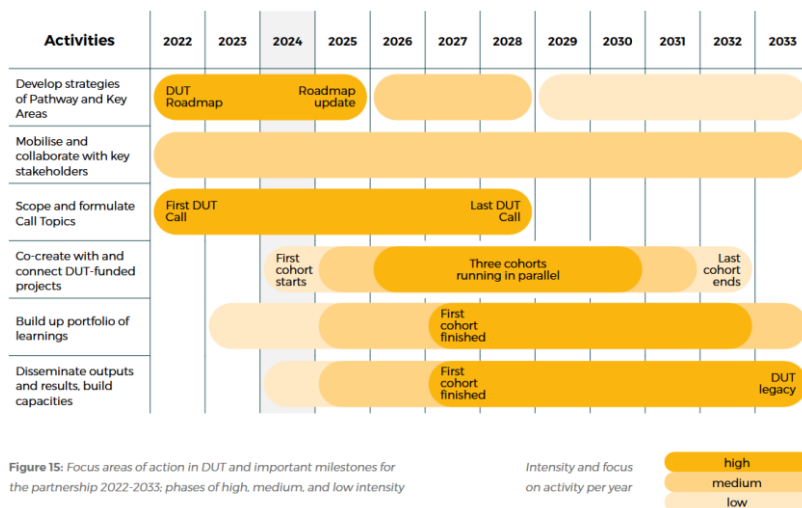 Activities 2022 2023 2024 2025 2026 2027 2028 2029 2030 2031 2032 2033
Develop strategies
of Pathway and Key
Areas
DUT
Roadmap
Roadmap
update
Mobilise and
collaborate with key
stakeholders
Scope and formulate
Call Topics
First DUT
Call
Last DUT
Call
Co-create with and
connect DUT-funded
projects
First
cohort
starts
Three cohorts
running in parallel
Last
cohort
ends
Build up portfolio of
learnings
First
cohort
finished
Disseminate outputs
and results, build
capacities
First
cohort
finished
DUT
legacy
Figure 15: Focus areas of action in DUT and important milestones for
the partnership 2022-2033; phases of high, medium, and low intensity
Intensity and focus
on activity per year
high
medium
low